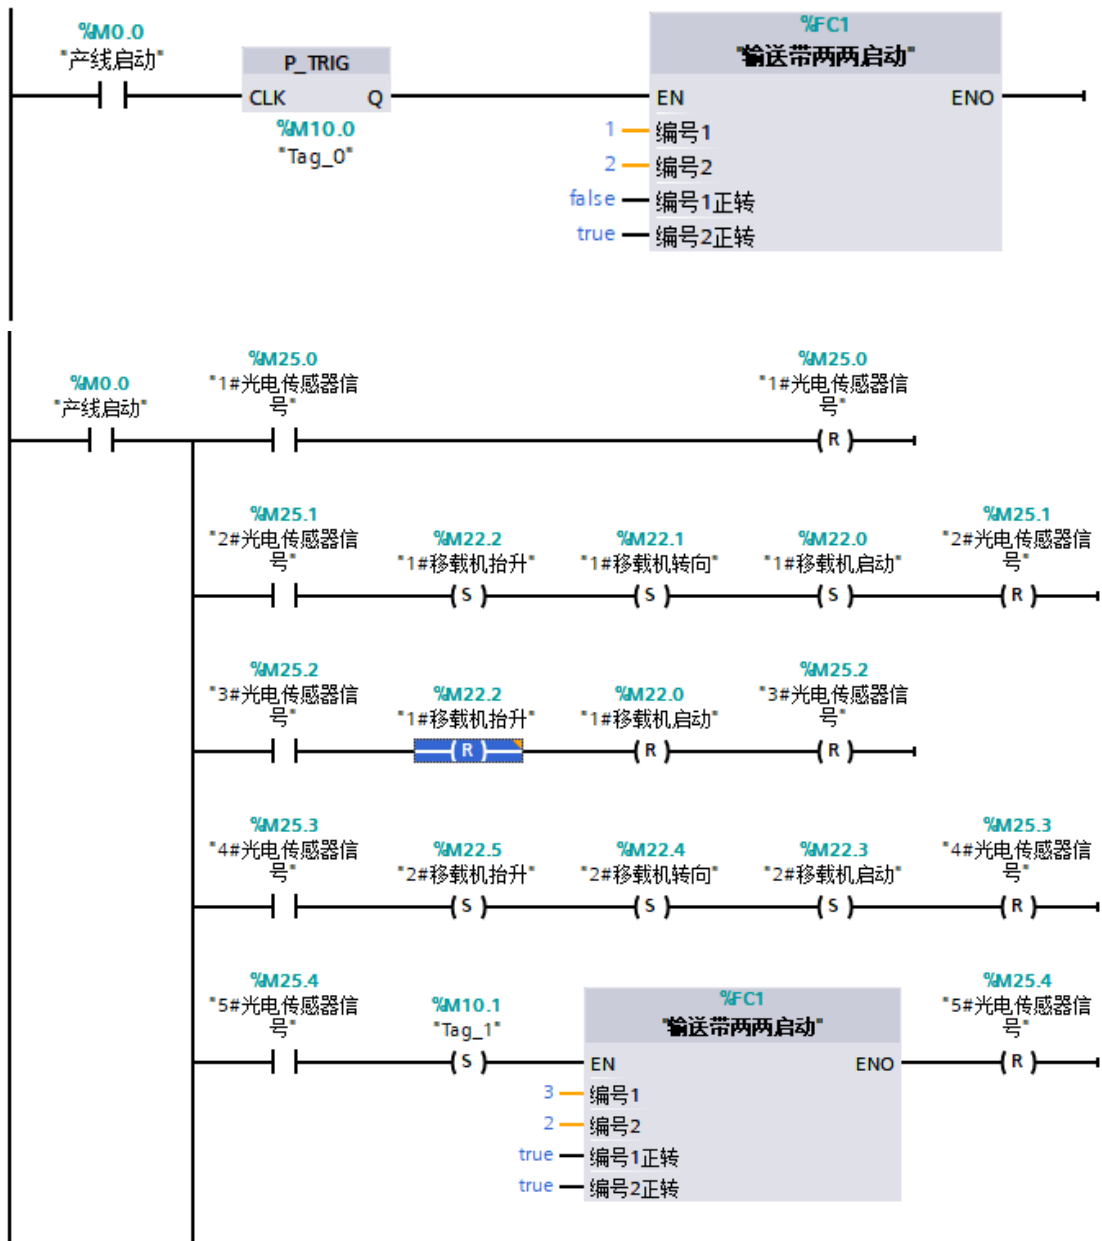 %M0.0
"产线启动"
P_TRIG
CLK Q
%M10.0
"Tag_0"
%FC1
"输送带两两启动"
EN ENO
1 编号1
2 编号2
false 编号1正转
true 编号2正转
%M0.0
"产线启动"
%M25.0
"1#光电传感器信
号"
%M25.0
"1#光电传感器信
号"
R
%M25.1
"2#光电传感器信
号"
%M22.2
"1#移载机抬升"
S
%M22.1
"1#移载机转向"
S
%M22.0
"1#移载机启动"
S
%M25.1
"2#光电传感器信
号"
R
%M25.2
"3#光电传感器信
号"
%M22.2
"1#移载机抬升"
R
%M22.0
"1#移载机启动"
R
%M25.2
"3#光电传感器信
号"
R
%M25.3
"4#光电传感器信
号"
%M22.5
"2#移载机抬升"
S
%M22.4
"2#移载机转向"
S
%M22.3
"2#移载机启动"
S
%M25.3
"4#光电传感器信
号"
R
%M25.4
"5#光电传感器信
号"
%M10.1
"Tag_1"
S
%FC1
"输送带两两启动"
EN ENO
3 编号1
2 编号2
true 编号1正转
true 编号2正转
%M25.4
"5#光电传感器信
号"
R